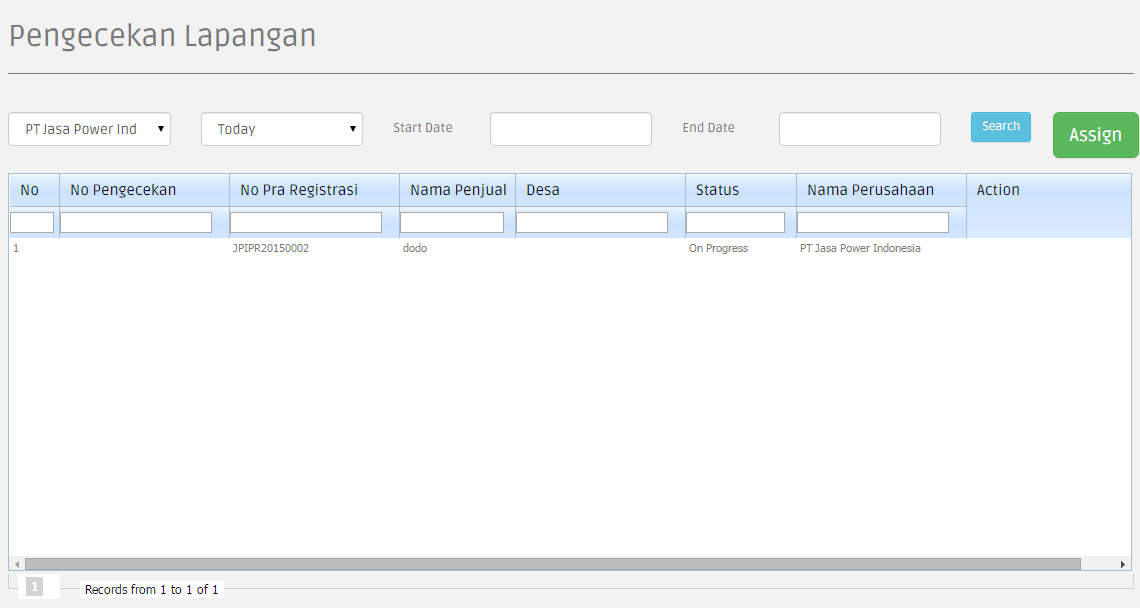 Pengecekan Lapangan
PT Jasa Power Ind Today Start Date End Date Search Assign
No No Pengecekan No Pra Registrasi Nama Penjual Desa Status Nama Perusahaan Action
1 JPIPR20150002 dodo On Progress PT Jasa Power Indonesia
1 Records from 1 to 1 of 1